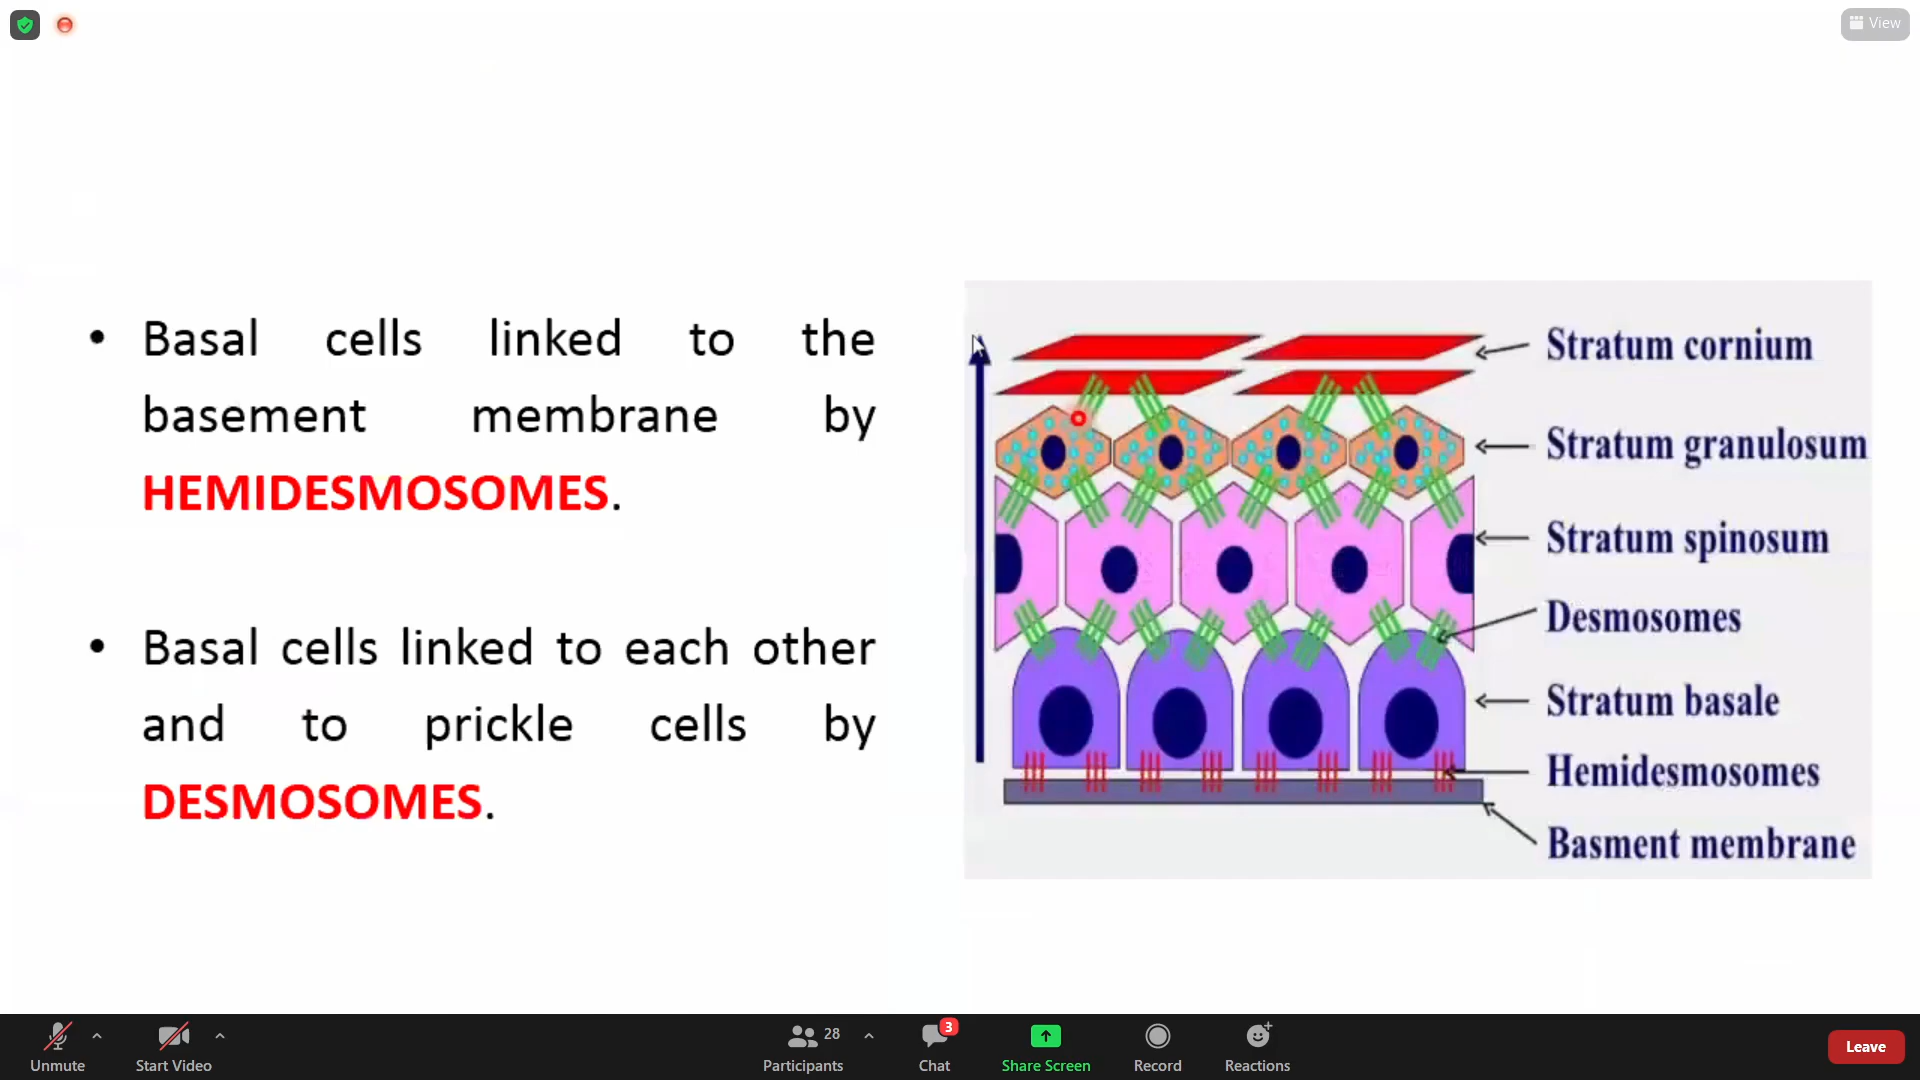 View
• Basal cells linked to the
basement membrane by
HEMIDESMOSOMES.
• Basal cells linked to each other
and to prickle cells by
DESMOSOMES.
Stratum cornium
Stratum granulosum
Stratum spinosum
Desmosomes
Stratum basale
Hemidesmosomes
Basment membrane
Unmute
Start Video
28
Participants
3
Chat
Share Screen
Record
Reactions
Leave